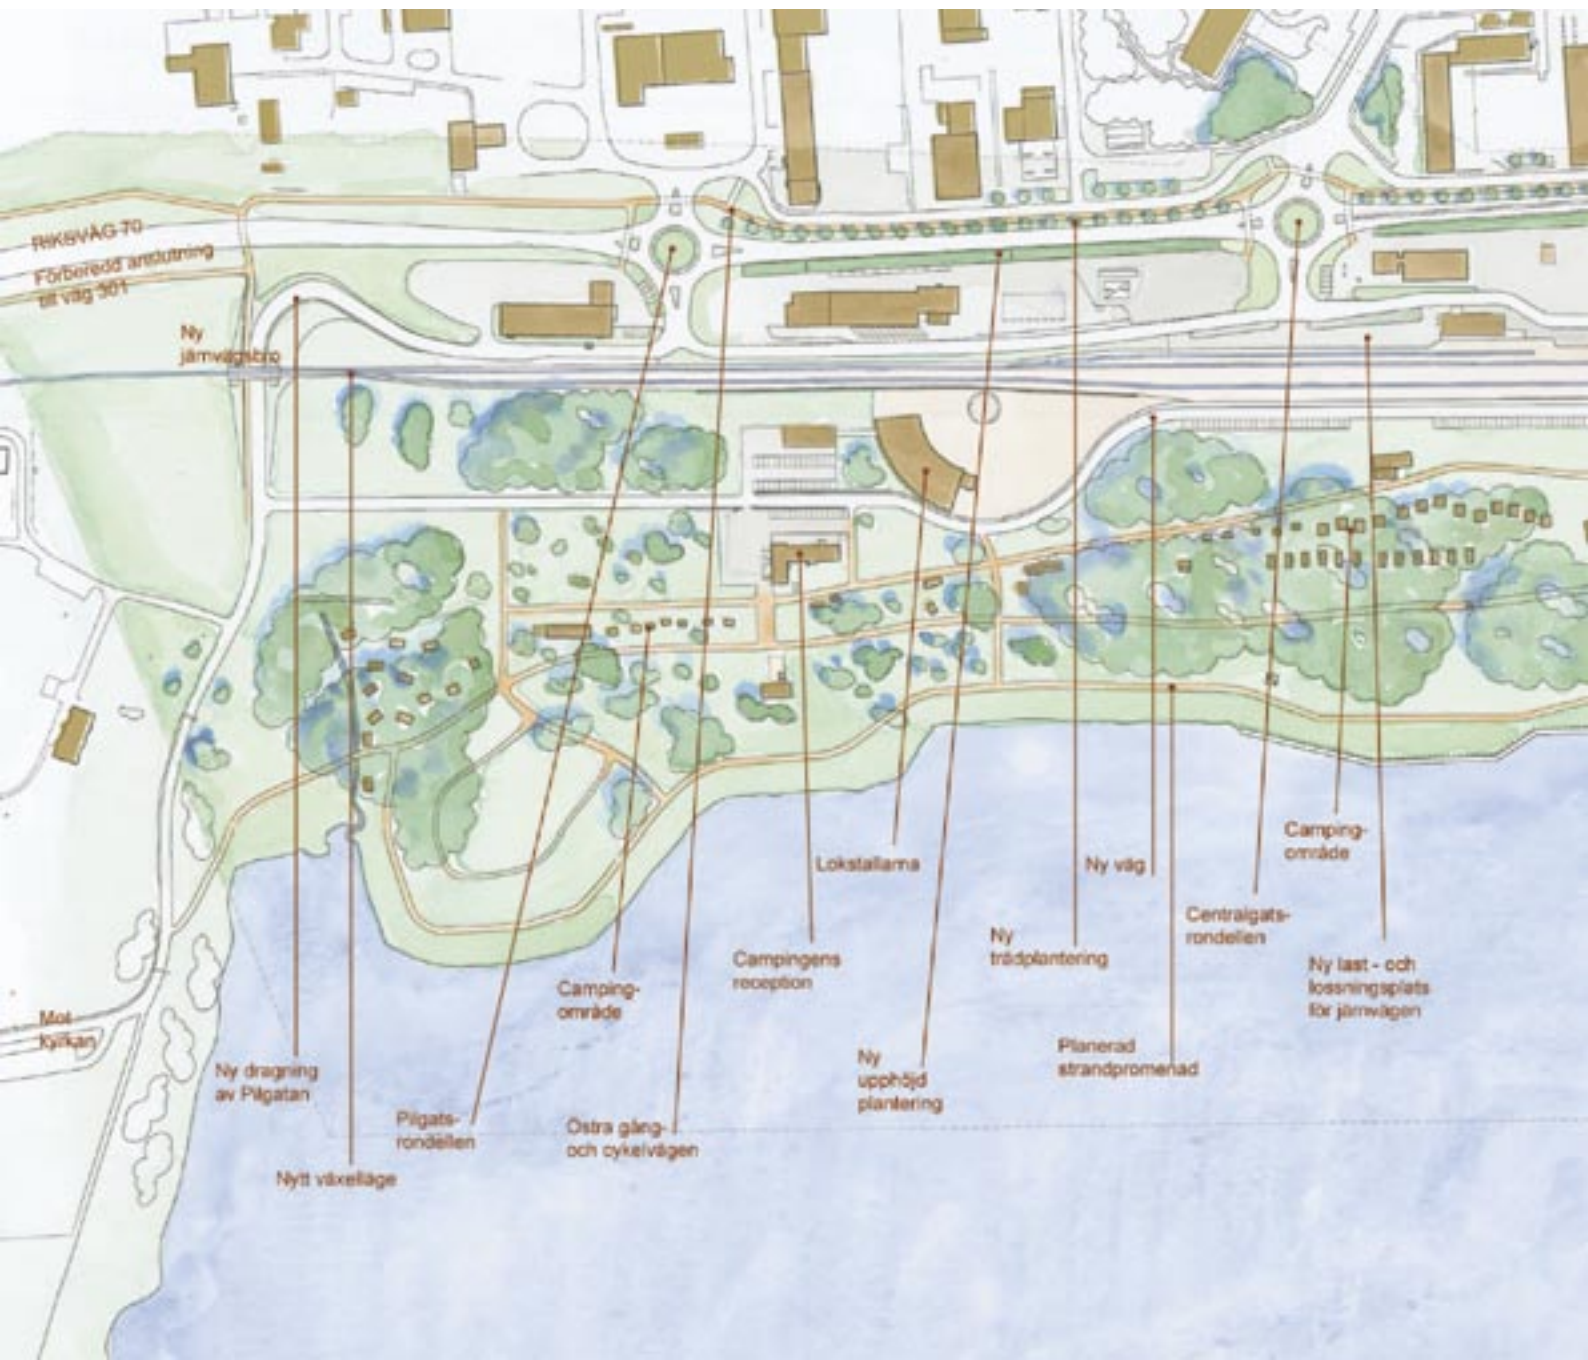 RIKSVÄG 70
Förberedd anslutning
till väg 301
Ny
järnvägsbro
Lokstallarna
Ny väg
Camping-
område
Campingens
reception
Ny
trädplantering
Centralgats-
rondellen
Camping-
område
Ny last - och
lossningsplats
för järnvägen
Mot
kyrkan
Ny dragning
av Pilgatan
Ny
upphöjd
plantering
Planerad
strandpromenad
Pilgats-
rondellen
Östra gång-
och cykelvägen
Nytt växelläge